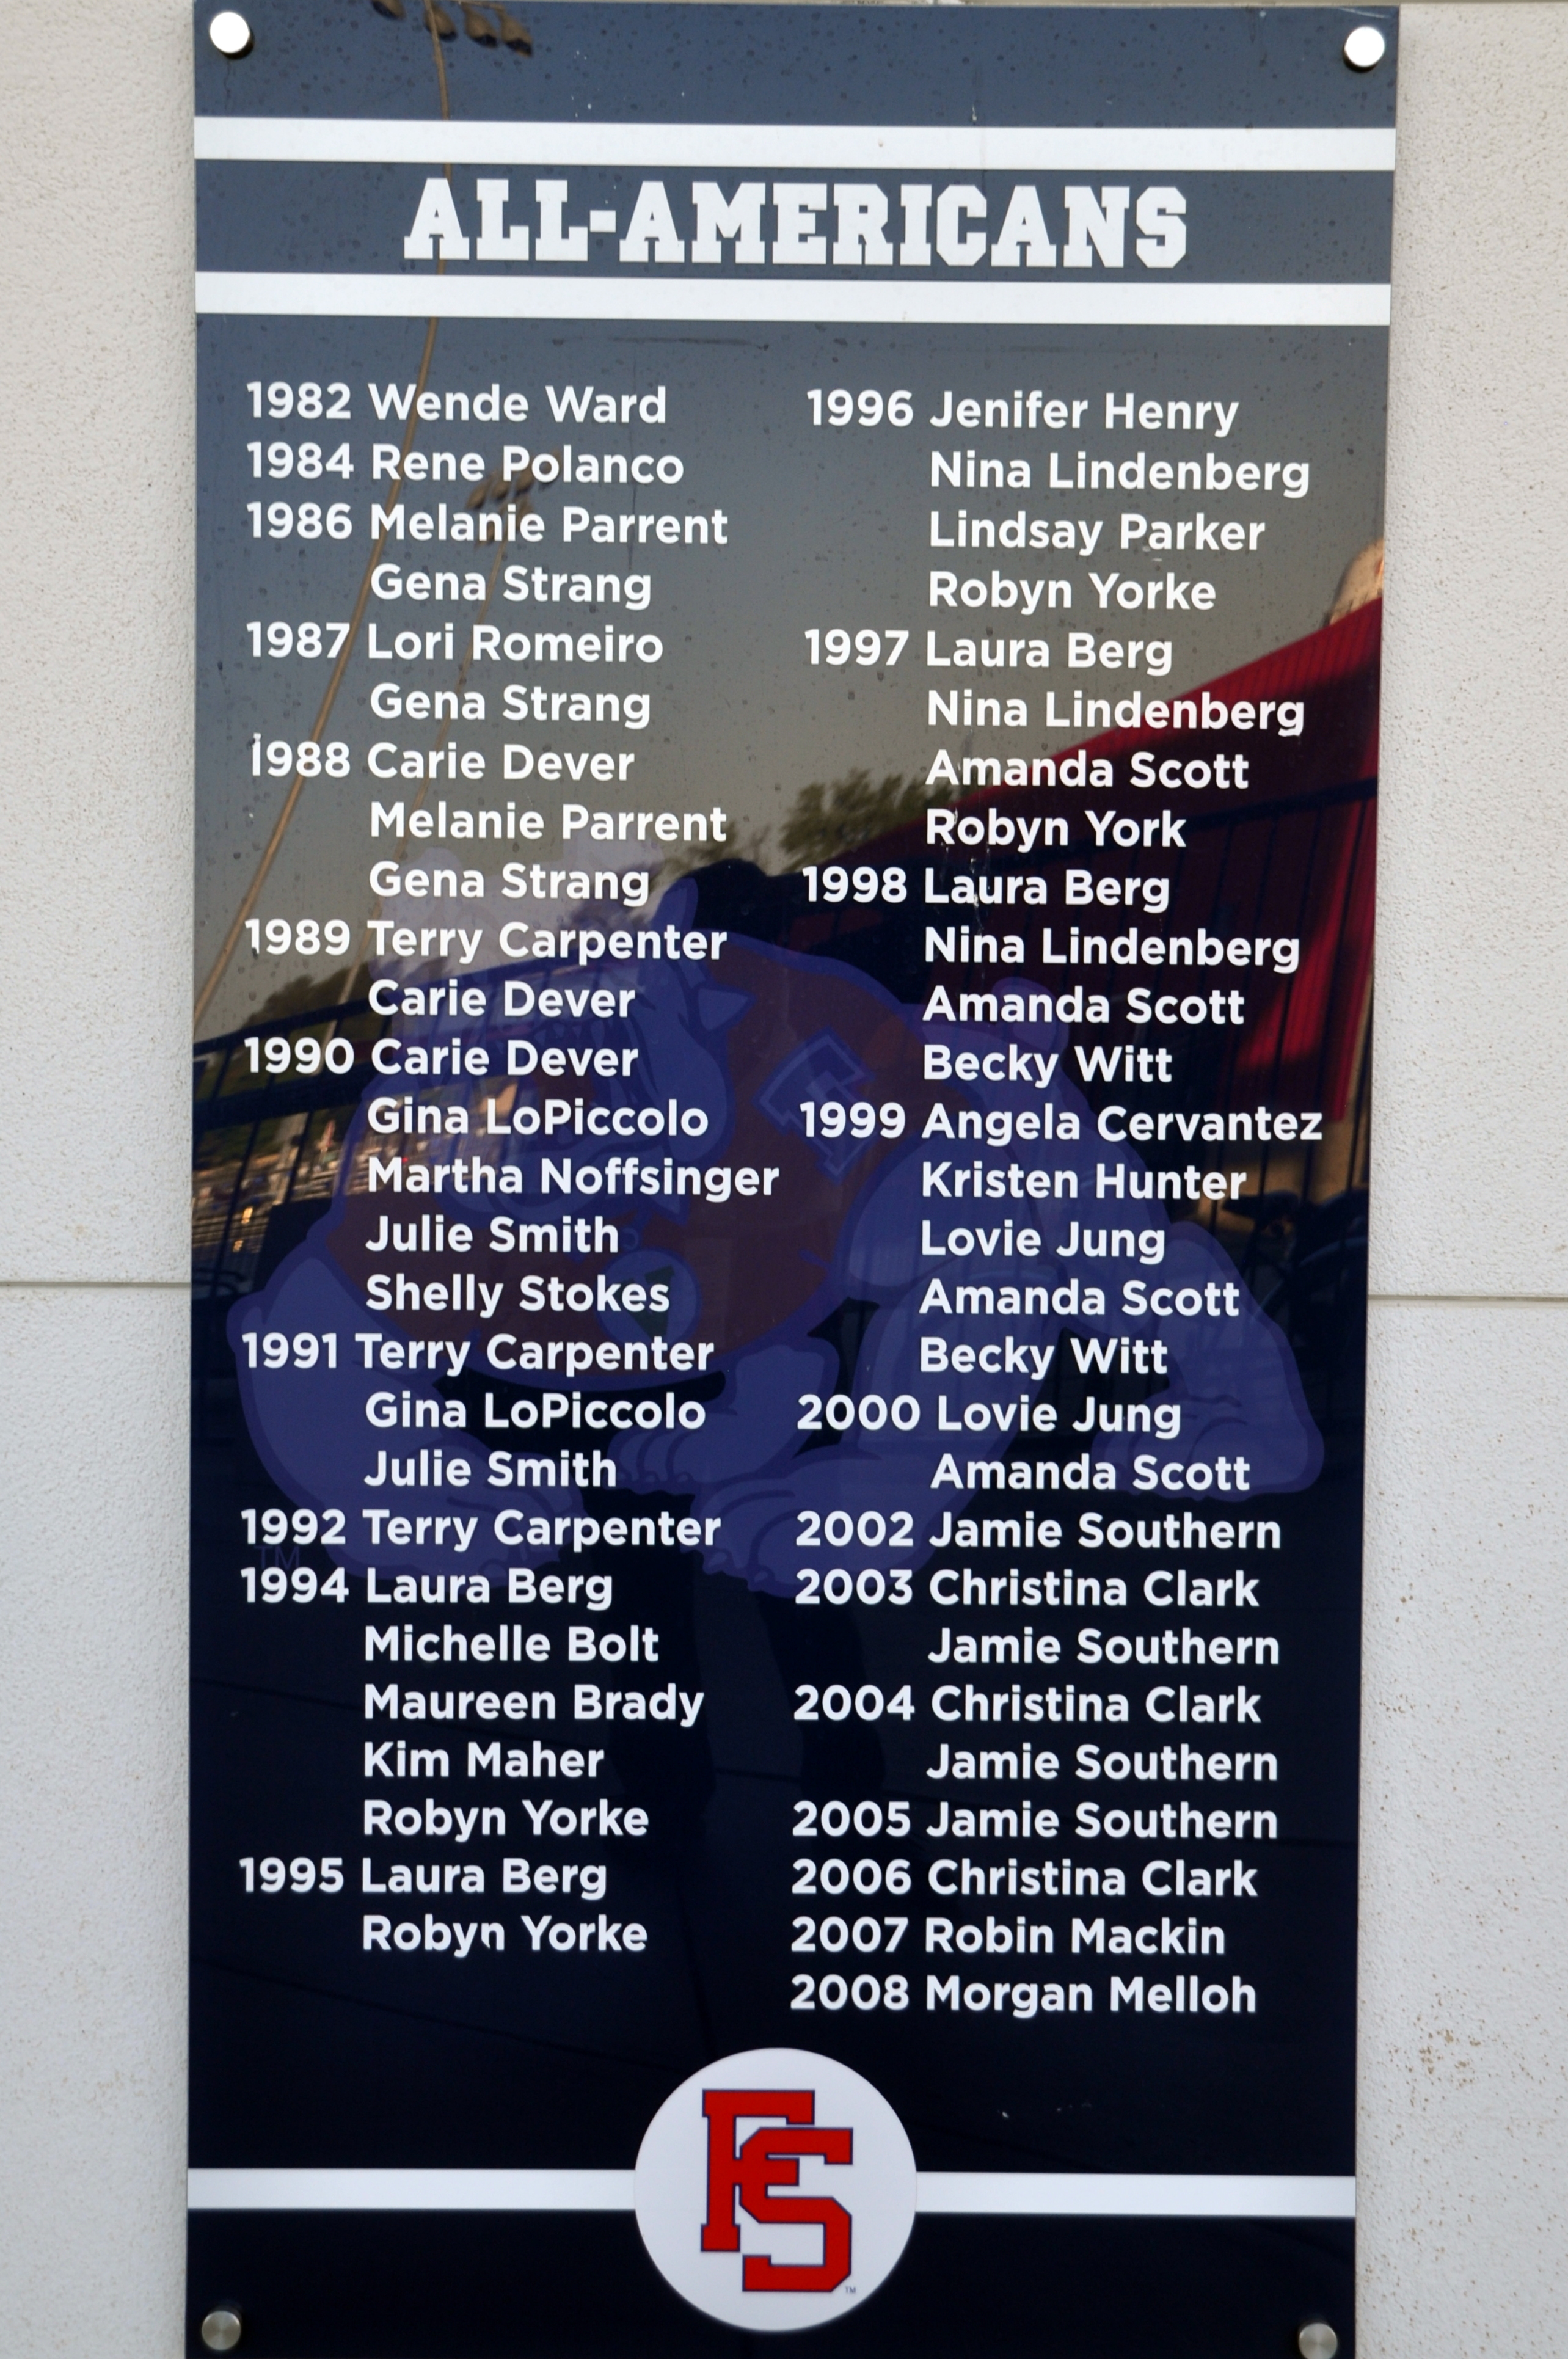 ALL-AMERICANS
1982 Wende Ward
1984 Rene Polanco
1986 Melanie Parrent
Gena Strang
1987 Lori Romeiro
Gena Strang
1988 Carie Dever
Melanie Parrent
Gena Strang
1989 Terry Carpenter
Carie Dever
1990 Carie Dever
Gina LoPiccolo
Martha Noffsinger
Julie Smith
Shelly Stokes
1991 Terry Carpenter
Gina LoPiccolo
Julie Smith
1992 Terry Carpenter
1994 Laura Berg
Michelle Bolt
Maureen Brady
Kim Maher
Robyn Yorke
1995 Laura Berg
Robyn Yorke
1996 Jenifer Henry
Nina Lindenberg
Lindsay Parker
Robyn Yorke
1997 Laura Berg
Nina Lindenberg
Amanda Scott
Robyn York
1998 Laura Berg
Nina Lindenberg
Amanda Scott
Becky Witt
1999 Angela Cervantez
Kristen Hunter
Lovie Jung
Amanda Scott
Becky Witt
2000 Lovie Jung
Amanda Scott
2002 Jamie Southern
2003 Christina Clark
Jamie Southern
2004 Christina Clark
Jamie Southern
2005 Jamie Southern
2006 Christina Clark
2007 Robin Mackin
2008 Morgan Melloh
TM
FS
TM